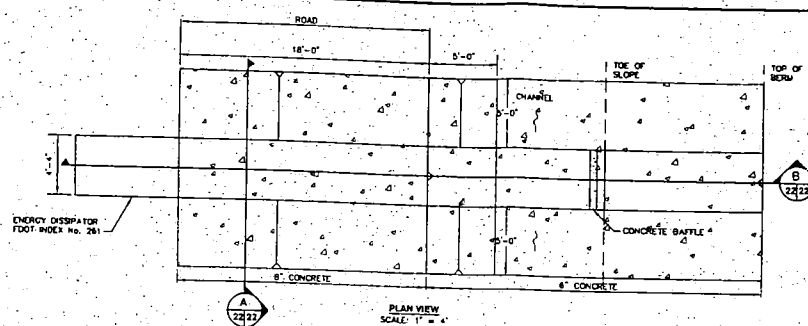 ROAD
18'-0"
5'-0"
TOE OF
SLOPE
TOP OF
BERM
CHANNEL
5'-0"
4'-4"
B
22 22
ENERGY DISSIPATOR
FDOT INDEX No. 261
5'-0"
CONCRETE BAFFLE
8" CONCRETE
6" CONCRETE
A
22 22
PLAN VIEW
SCALE: 1" = 4'